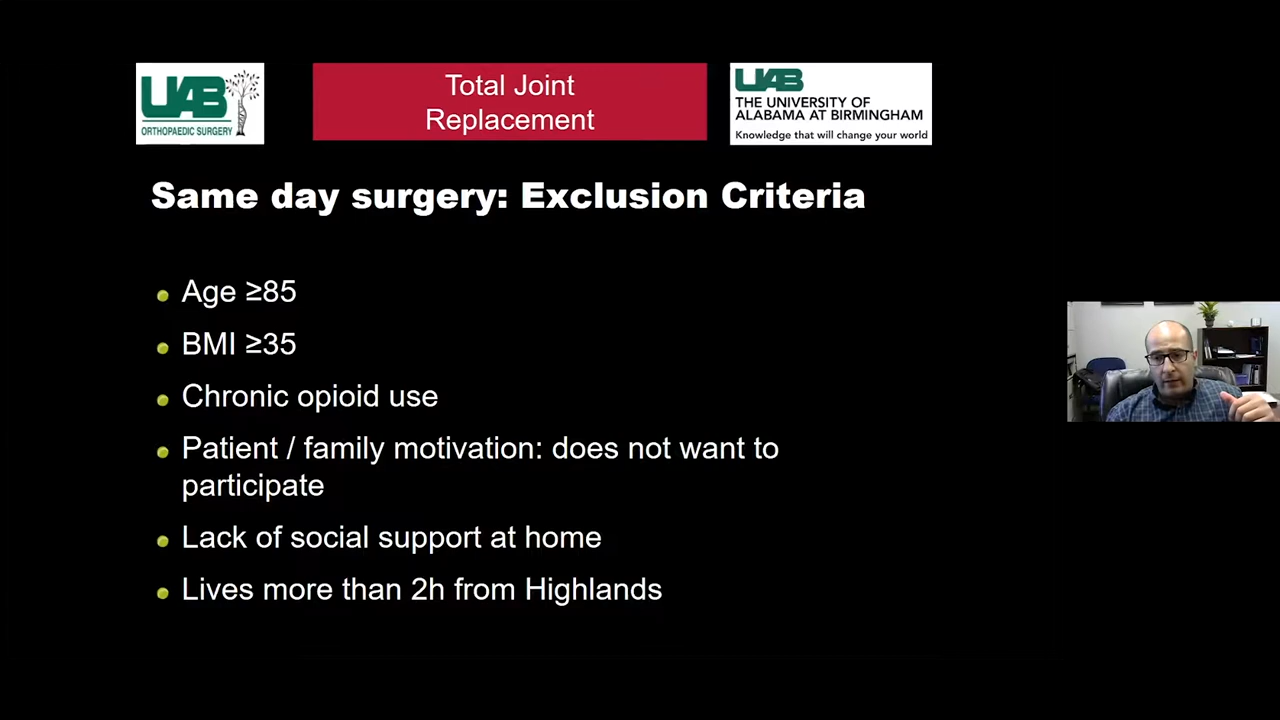 UAB
ORTHOPAEDIC SURGERY
Total Joint
Replacement
UAB
THE UNIVERSITY OF
ALABAMA AT BIRMINGHAM
Knowledge that will change your world
Same day surgery: Exclusion Criteria
Age ≥85
BMI ≥35
Chronic opioid use
Patient / family motivation: does not want to
participate
Lack of social support at home
Lives more than 2h from Highlands